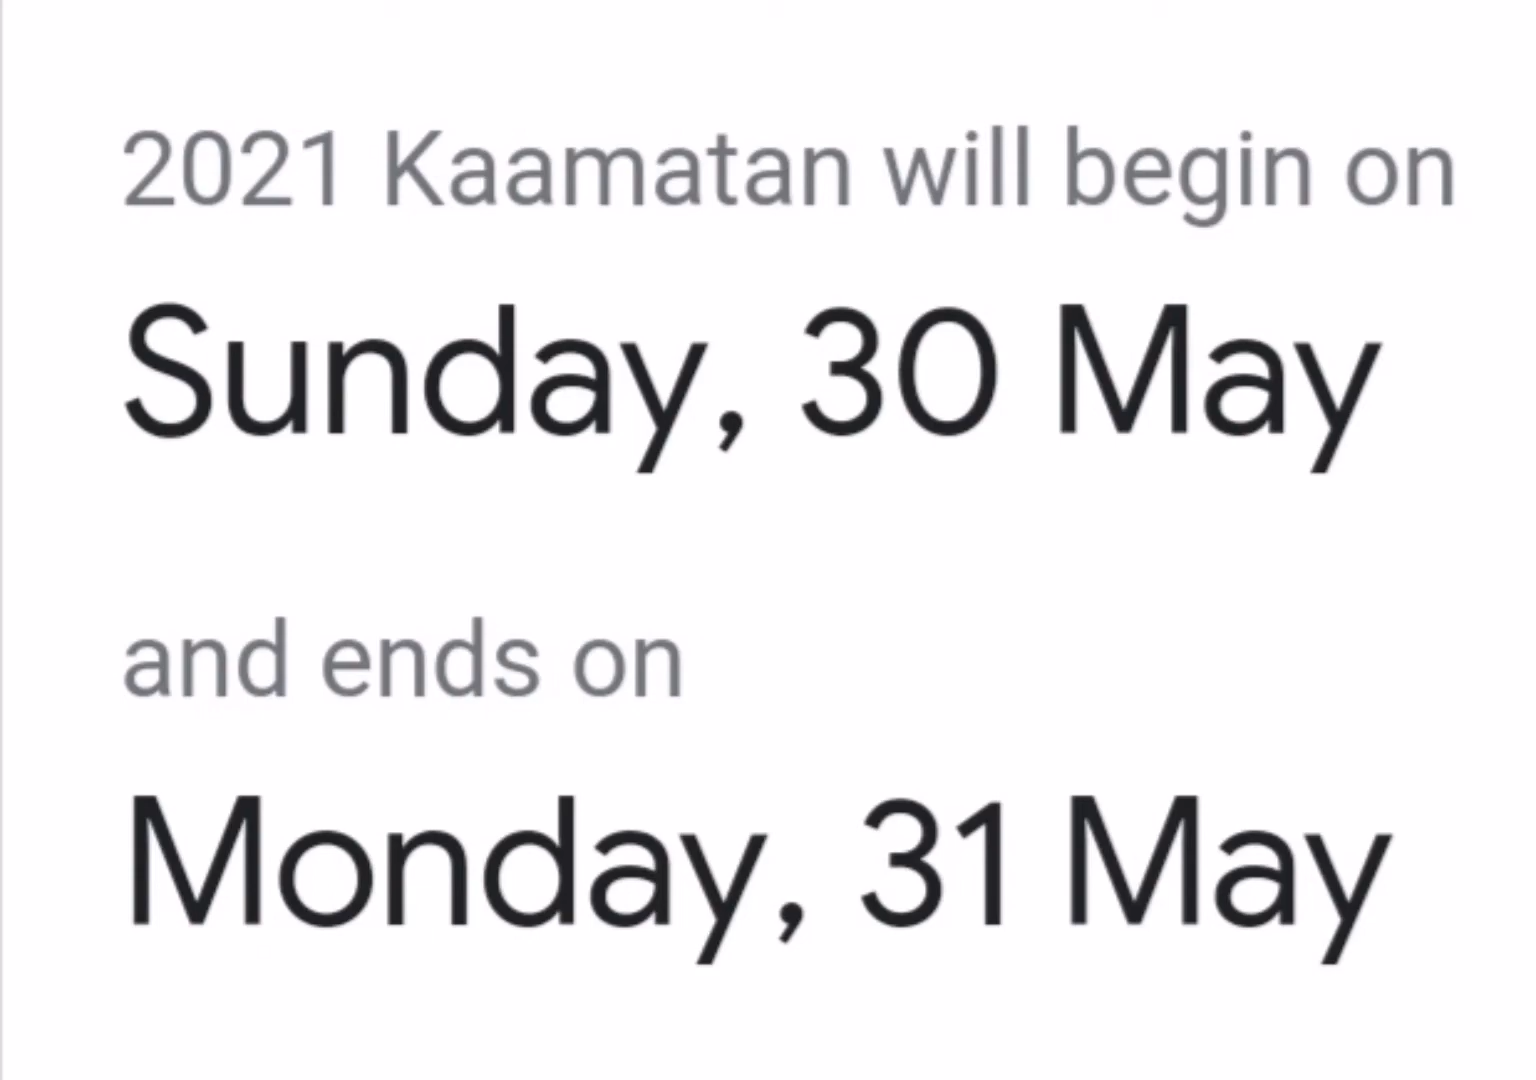 2021 Kaamatan will begin on
Sunday, 30 May
and ends on
Monday, 31 May